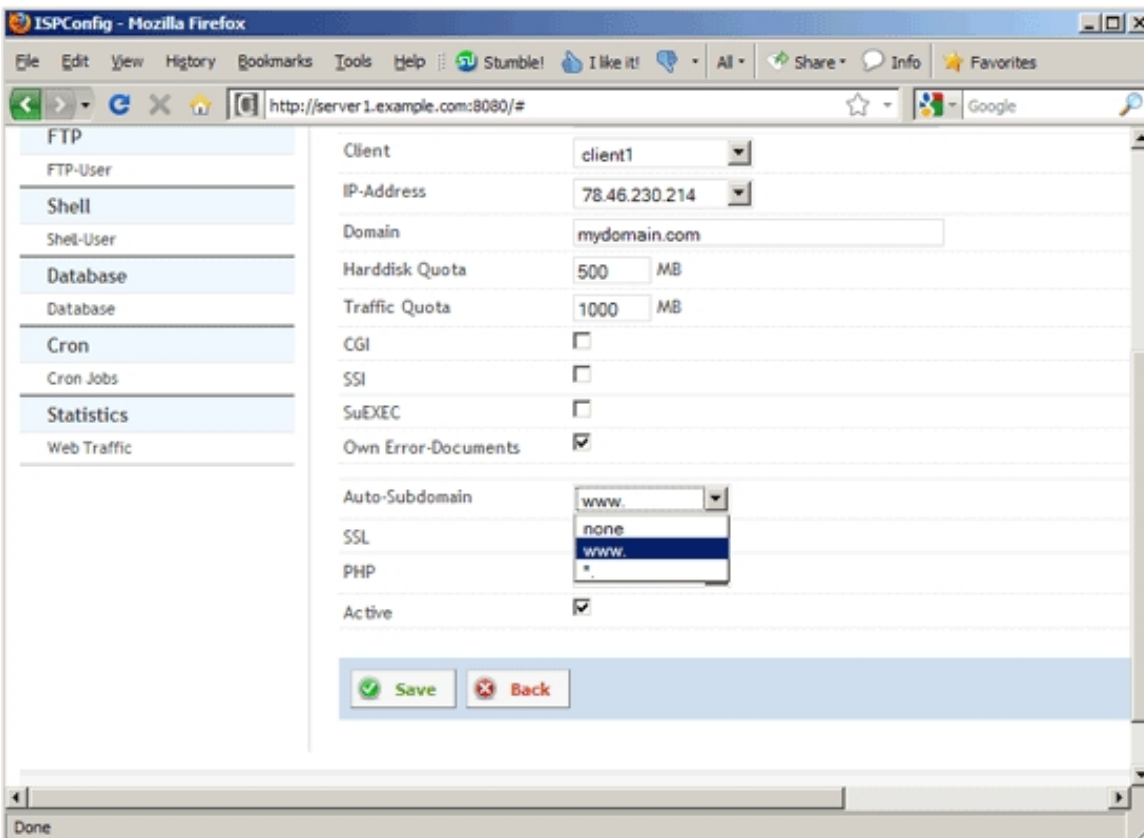 ISPConfig - Mozilla Firefox
File Edit View History Bookmarks Tools Help Stumble! I like it! All Share Info Favorites
http://server1.example.com:8080/# Google
FTP
FTP-User
Shell
Shell-User
Database
Database
Cron
Cron Jobs
Statistics
Web Traffic
Client client1
IP-Address 78.46.230.214
Domain mydomain.com
Harddisk Quota 500 MB
Traffic Quota 1000 MB
CGI
SSI
SuEXEC
Own Error-Documents
Auto-Subdomain www.
none
SSL
www.
PHP *.
Active
Save Back
Done